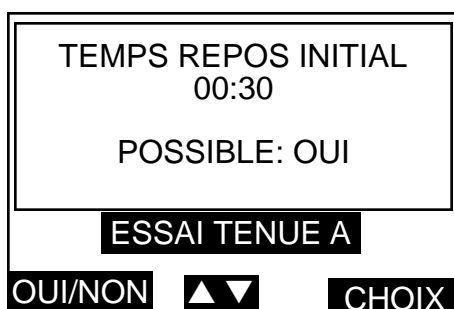 TEMPS REPOS INITIAL
00:30
POSSIBLE: OUI
ESSAI TENUE A
OUI/NON ▲▼ CHOIX